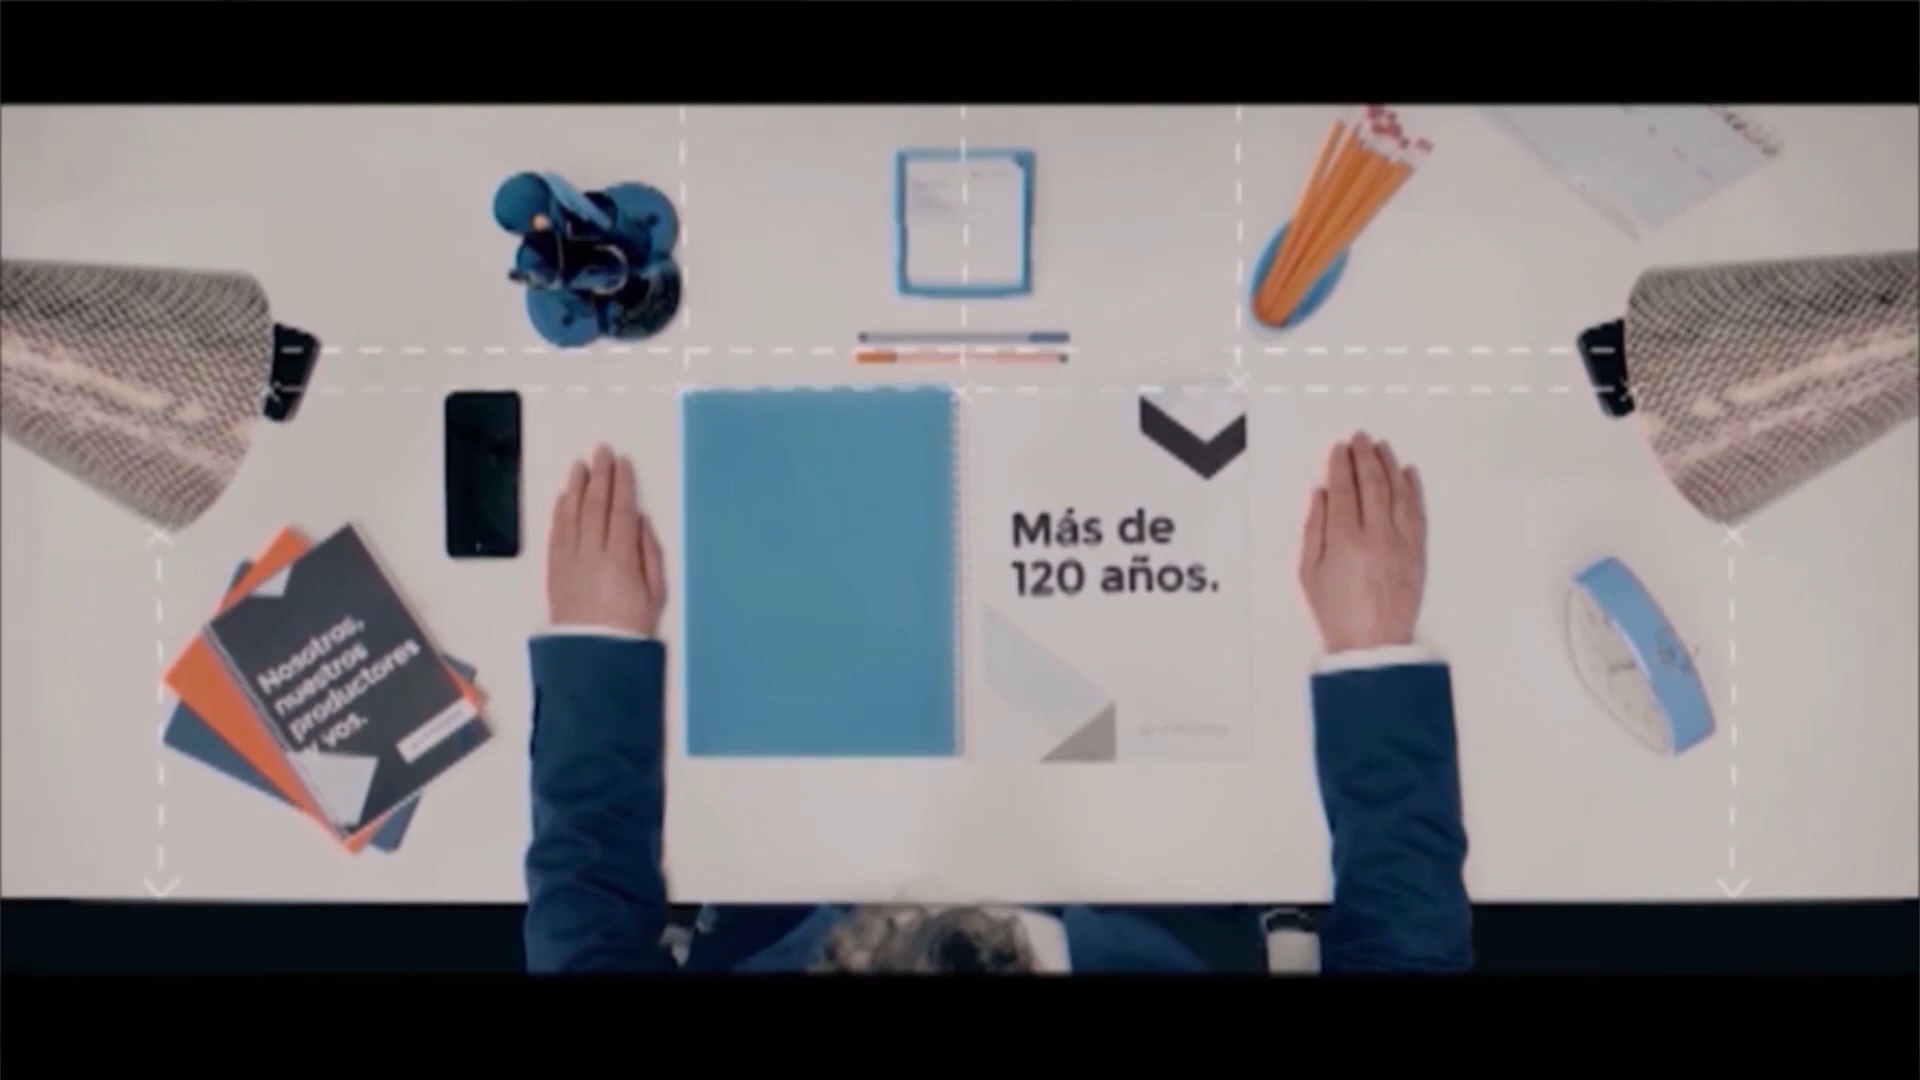 Más de
120 años.
Nosotros,
nuestros
productores
y vos.